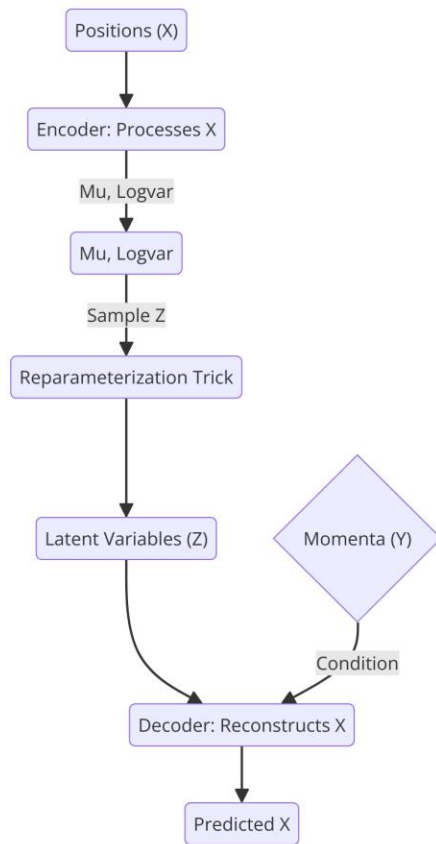 Positions (X)
Encoder: Processes X
Mu, Logvar
Mu, Logvar
Sample Z
Reparameterization Trick
Latent Variables (Z)
Momenta (Y)
Condition
Decoder: Reconstructs X
Predicted X